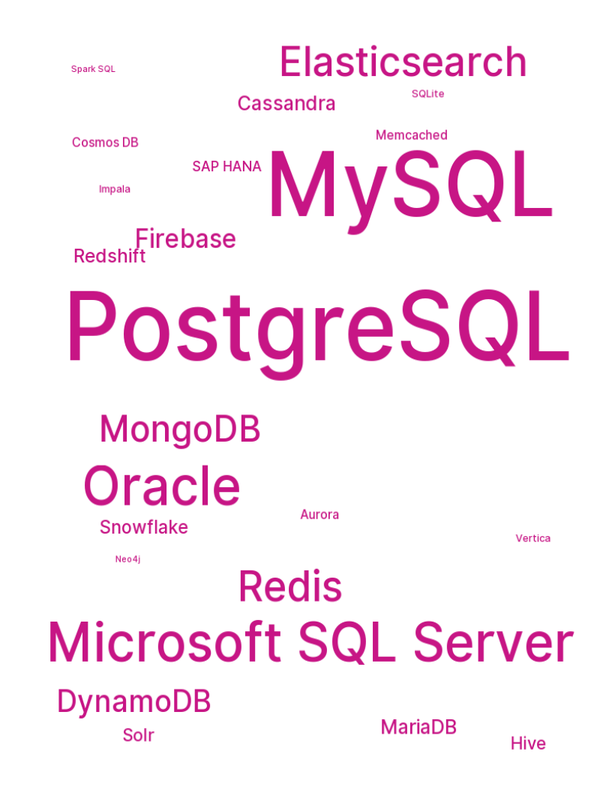 Elasticsearch
Spark SQL
SQLite
Cassandra
Memcached
Cosmos DB
SAP HANA
MySQL
Impala
Firebase
Redshift
PostgreSQL
MongoDB
Oracle
Aurora
Snowflake
Vertica
Neo4j
Redis
Microsoft SQL Server
DynamoDB
MariaDB
Solr
Hive